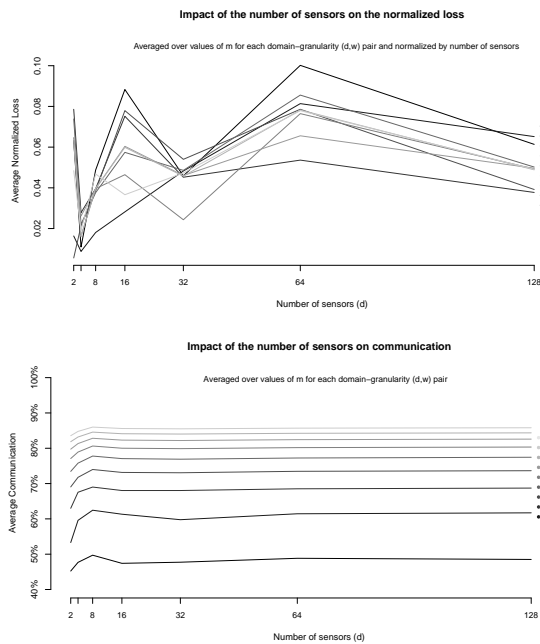 Impact of the number of sensors on the normalized loss
Averaged over values of m for each domain−granularity (d,w) pair and normalized by number of sensors
Average Normalized Loss
0.10
0.08
0.06
0.04
0.02
2 8 16 32 64 128
Number of sensors (d)
Impact of the number of sensors on communication
Averaged over values of m for each domain−granularity (d,w) pair
Average Communication
100%
90%
80%
70%
60%
50%
40%
2 8 16 32 64 128
Number of sensors (d)